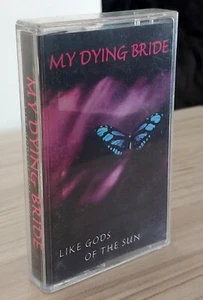 MY DYING BRIDE
MY DYING BRIDE
LIKE GODS
OF THE SUN